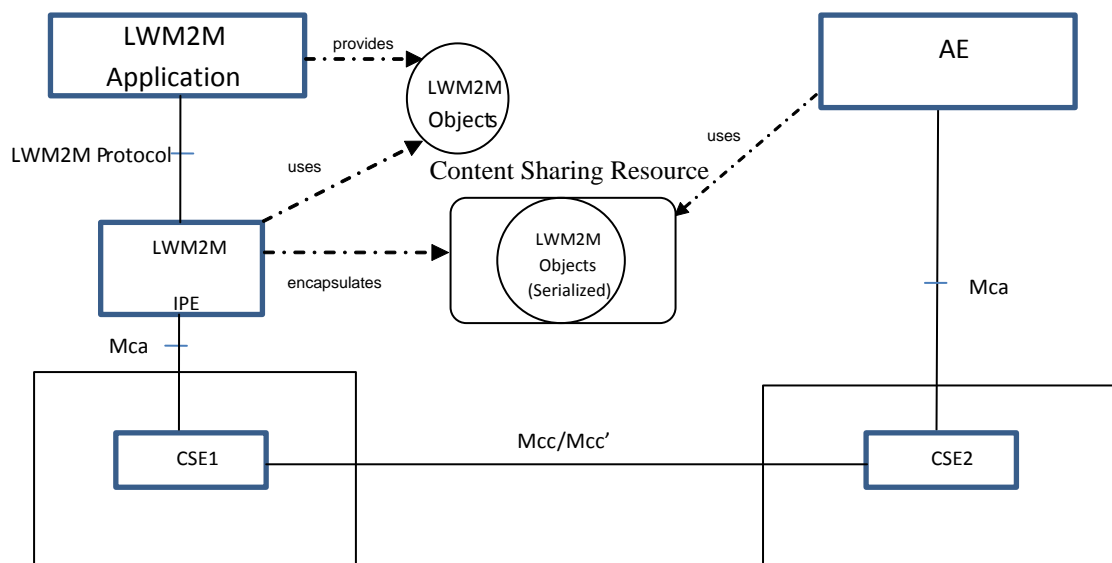 LWM2M
Application
provides
LWM2M
Objects
AE
LWM2M Protocol
uses
uses
Content Sharing Resource
LWM2M
IPE
encapsulates
LWM2M
Objects
(Serialized)
Mca
Mca
CSE1
Mcc/Mcc’
CSE2